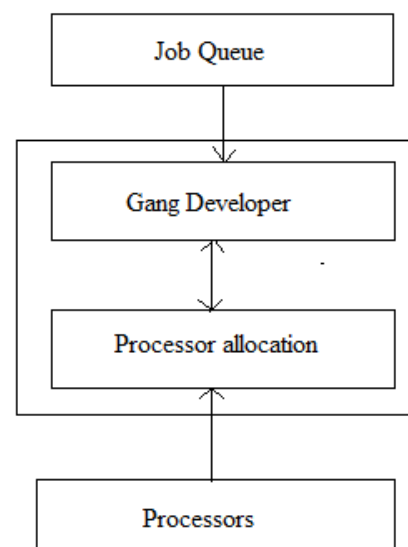 Job Queue
Gang Developer
Processor allocation
Processors